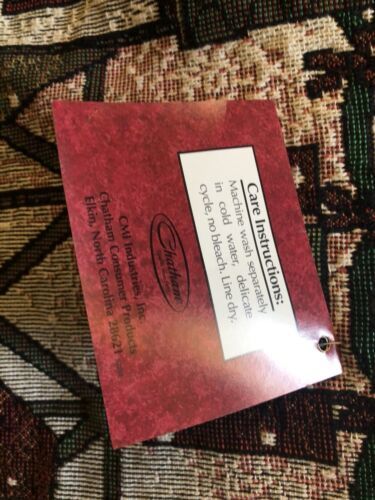 Care Instructions:
Machine wash separately
in cold water, delicate
cycle, no bleach. Line dry.
Chatham
CMI Industries, Inc.
Chatham Consumer Products
Elkin, North Carolina 28621